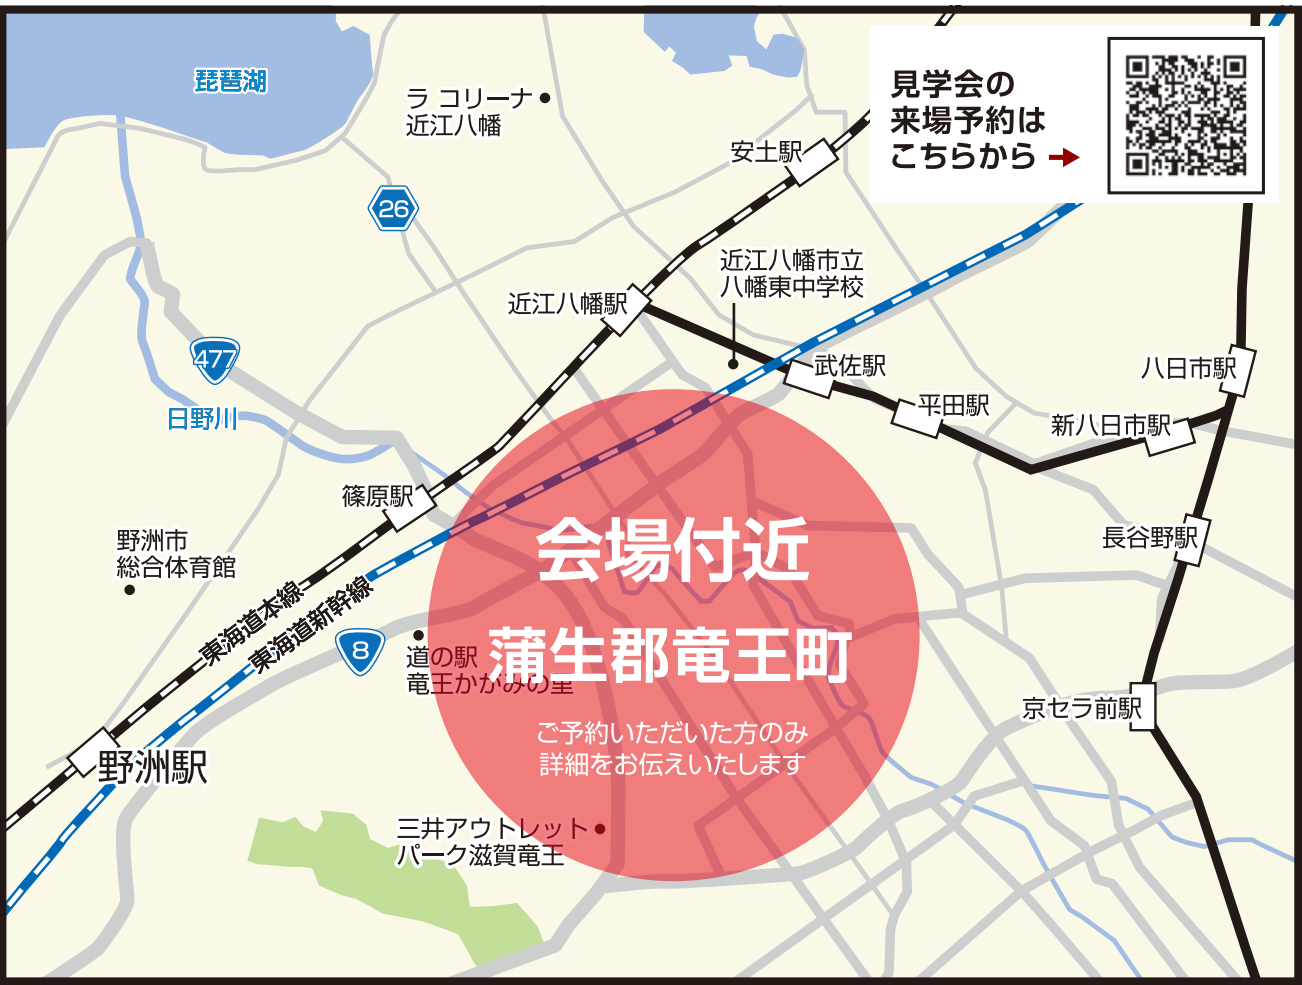 琵琶湖
ラ コリーナ
近江八幡
見学会の
来場予約は
こちらから
安土駅
26
近江八幡市立
八幡東中学校
近江八幡駅
477
武佐駅
八日市駅
日野川
平田駅
新八日市駅
篠原駅
野洲市
総合体育館
会場付近
長谷野駅
東海道本線
東海道新幹線
8
道の駅
竜王かがみの里
蒲生郡竜王町
京セラ前駅
ご予約いただいた方のみ
詳細をお伝えいたします
野洲駅
三井アウトレット
パーク滋賀竜王